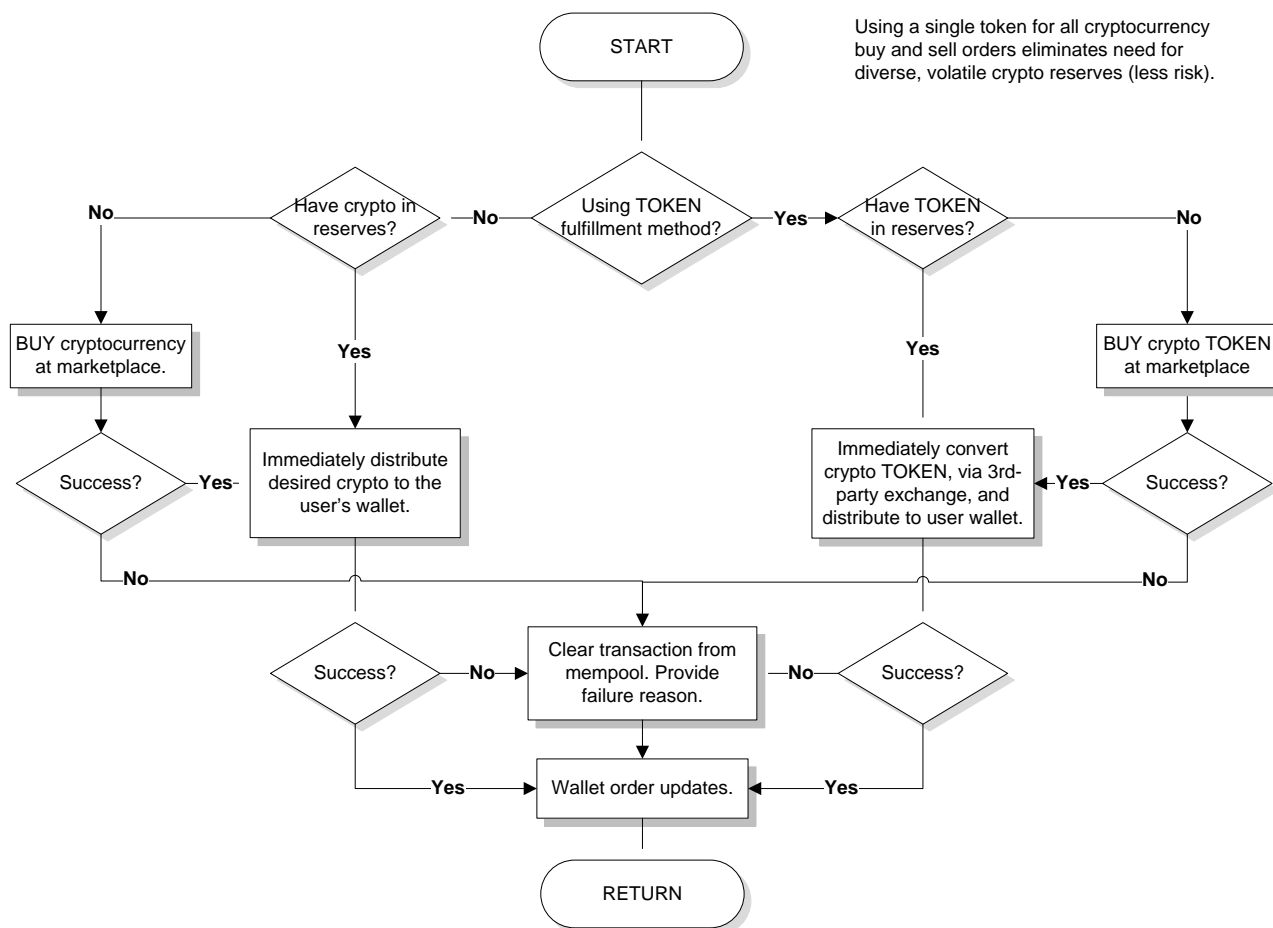 START
Using a single token for all cryptocurrency
buy and sell orders eliminates need for
diverse, volatile crypto reserves (less risk).
No
Have crypto in
reserves?
No
Using TOKEN
fulfillment method?
Yes
Have TOKEN
in reserves?
No
BUY cryptocurrency
at marketplace.
Yes
Yes
BUY crypto TOKEN
at marketplace
Success?
Yes
Immediately distribute
desired crypto to the
user’s wallet.
Immediately convert
crypto TOKEN, via 3rd-
party exchange, and
distribute to user wallet.
Yes
Success?
No
No
Success?
No
Clear transaction from
mempool. Provide
failure reason.
No
Success?
Yes
Wallet order updates.
Yes
RETURN